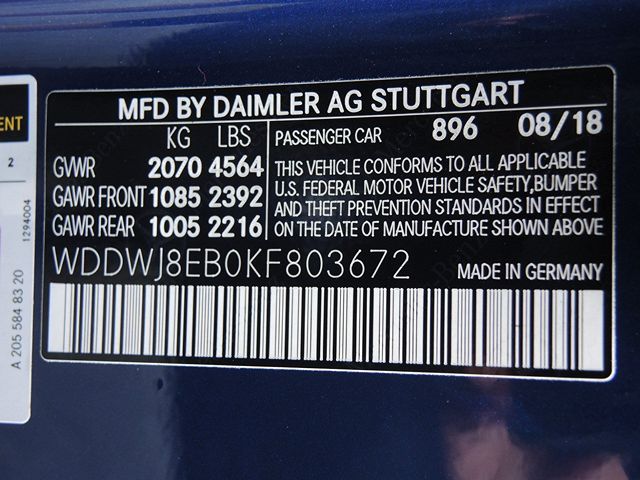 MFD BY DAIMLER AG STUTTGART
KG LBS
GVWR 2070 4564
GAWR FRONT 1085 2392
GAWR REAR 1005 2216
PASSENGER CAR 896 08/18
THIS VEHICLE CONFORMS TO ALL APPLICABLE
U.S. FEDERAL MOTOR VEHICLE SAFETY,BUMPER
AND THEFT PREVENTION STANDARDS IN EFFECT
ON THE DATE OF MANUFACTURE SHOWN ABOVE
WDDWJ8EB0KF803672
MADE IN GERMANY
2
1294004
A 205 584 83 20